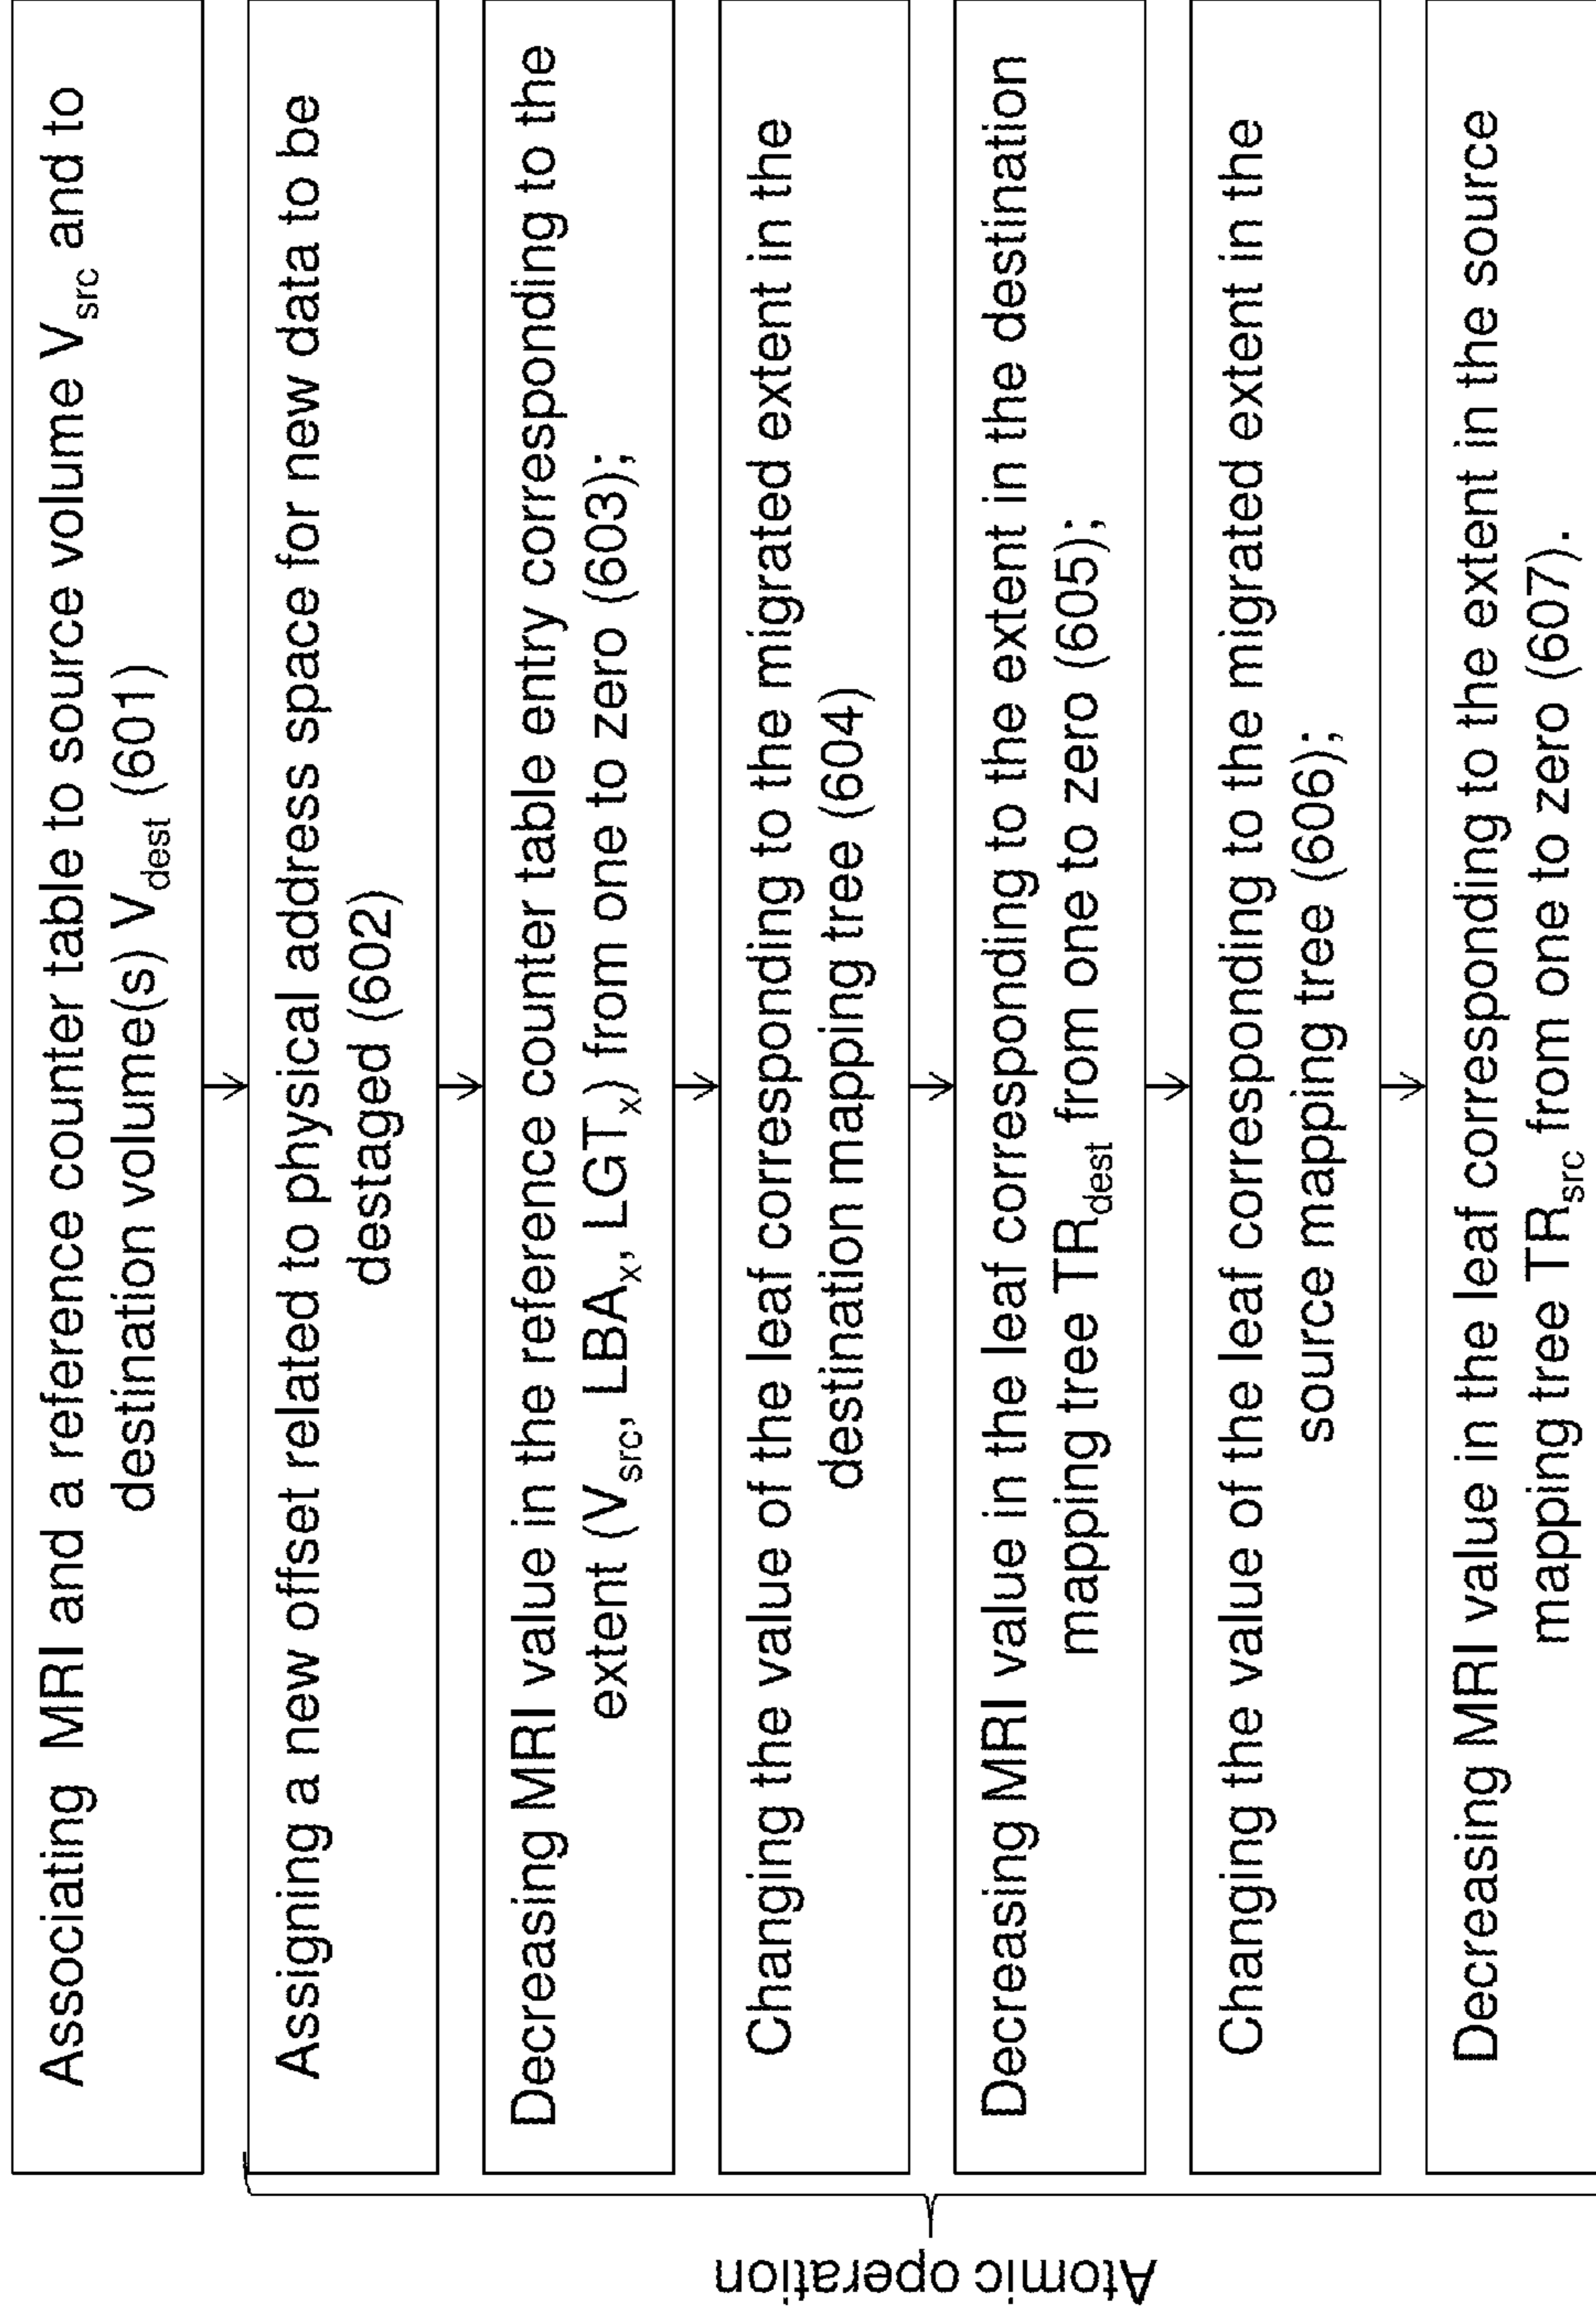 Associating MRI and a reference counter table to source volume Vsrc and to
destination volume(s) Vdest (601)
Assigning a new offset related to physical address space for new data to be
destaged (602)
Decreasing MRI value in the reference counter table entry corresponding to the
extent (Vsrc, LBAx, LGTx) from one to zero (603);
Changing the value of the leaf corresponding to the migrated extent in the
destination mapping tree (604)
Decreasing MRI value in the leaf corresponding to the extent in the destination
mapping tree TRdest from one to zero (605);
Changing the value of the leaf corresponding to the migrated extent in the
source mapping tree (606);
Decreasing MRI value in the leaf corresponding to the extent in the source
mapping tree TRsrc from one to zero (607).
Atomic operation